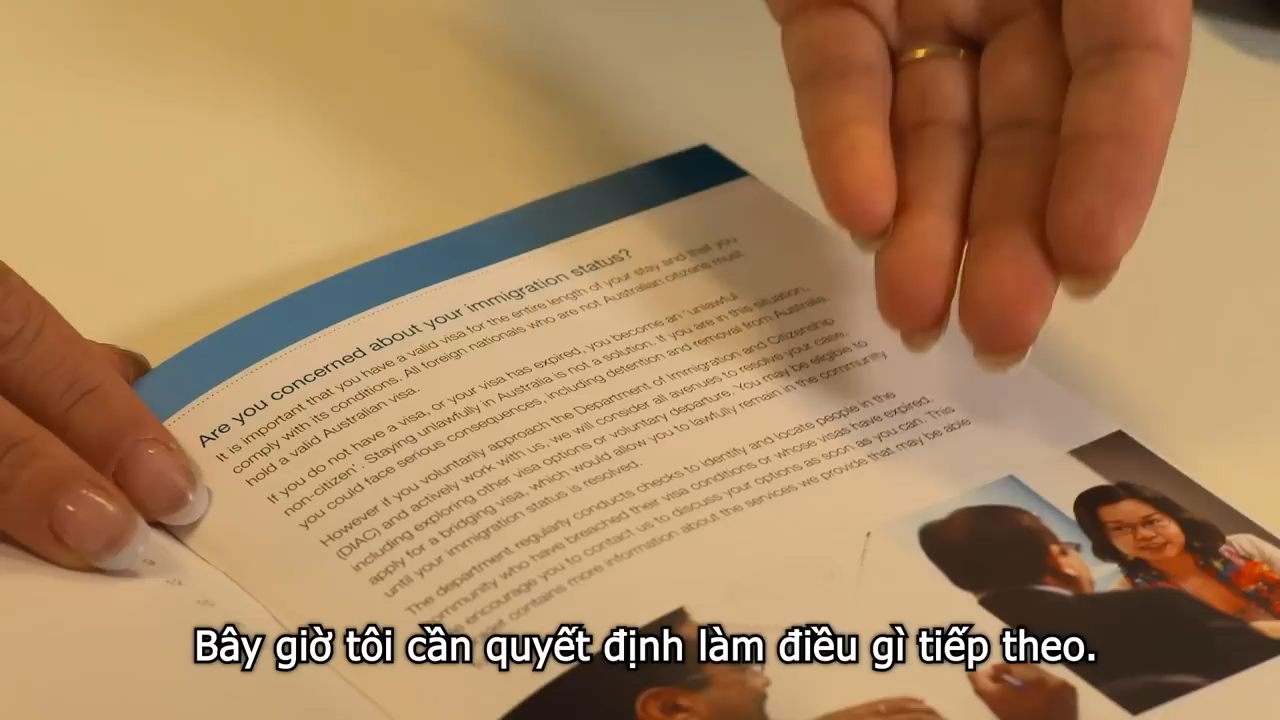 Are you concerned about your immigration status?
It is important that you have a valid visa for the entire length of your stay and that you
comply with its conditions. All foreign nationals who are not Australian citizens must
hold a valid Australian visa.
If you do not have a visa, or your visa has expired, you become an 'unlawful
non-citizen'. Staying unlawfully in Australia is not a solution. If you are in this situation,
you could face serious consequences, including detention and removal from Australia.
However if you voluntarily approach the Department of Immigration and Citizenship
(DIAC) and actively work with us, we will consider all avenues to resolve your case,
including exploring other visa options or voluntary departure. You may be eligible to
apply for a bridging visa, which would allow you to lawfully remain in the community
until your immigration status is resolved.
The department regularly conducts checks to identify and locate people in the
community who have breached their visa conditions or whose visas have expired.
encourage you to contact us to discuss your options as soon as you can. This
contains more information about the services we provide that may be able
9
12
Bây giờ tôi cần quyết định làm điều gì tiếp theo.